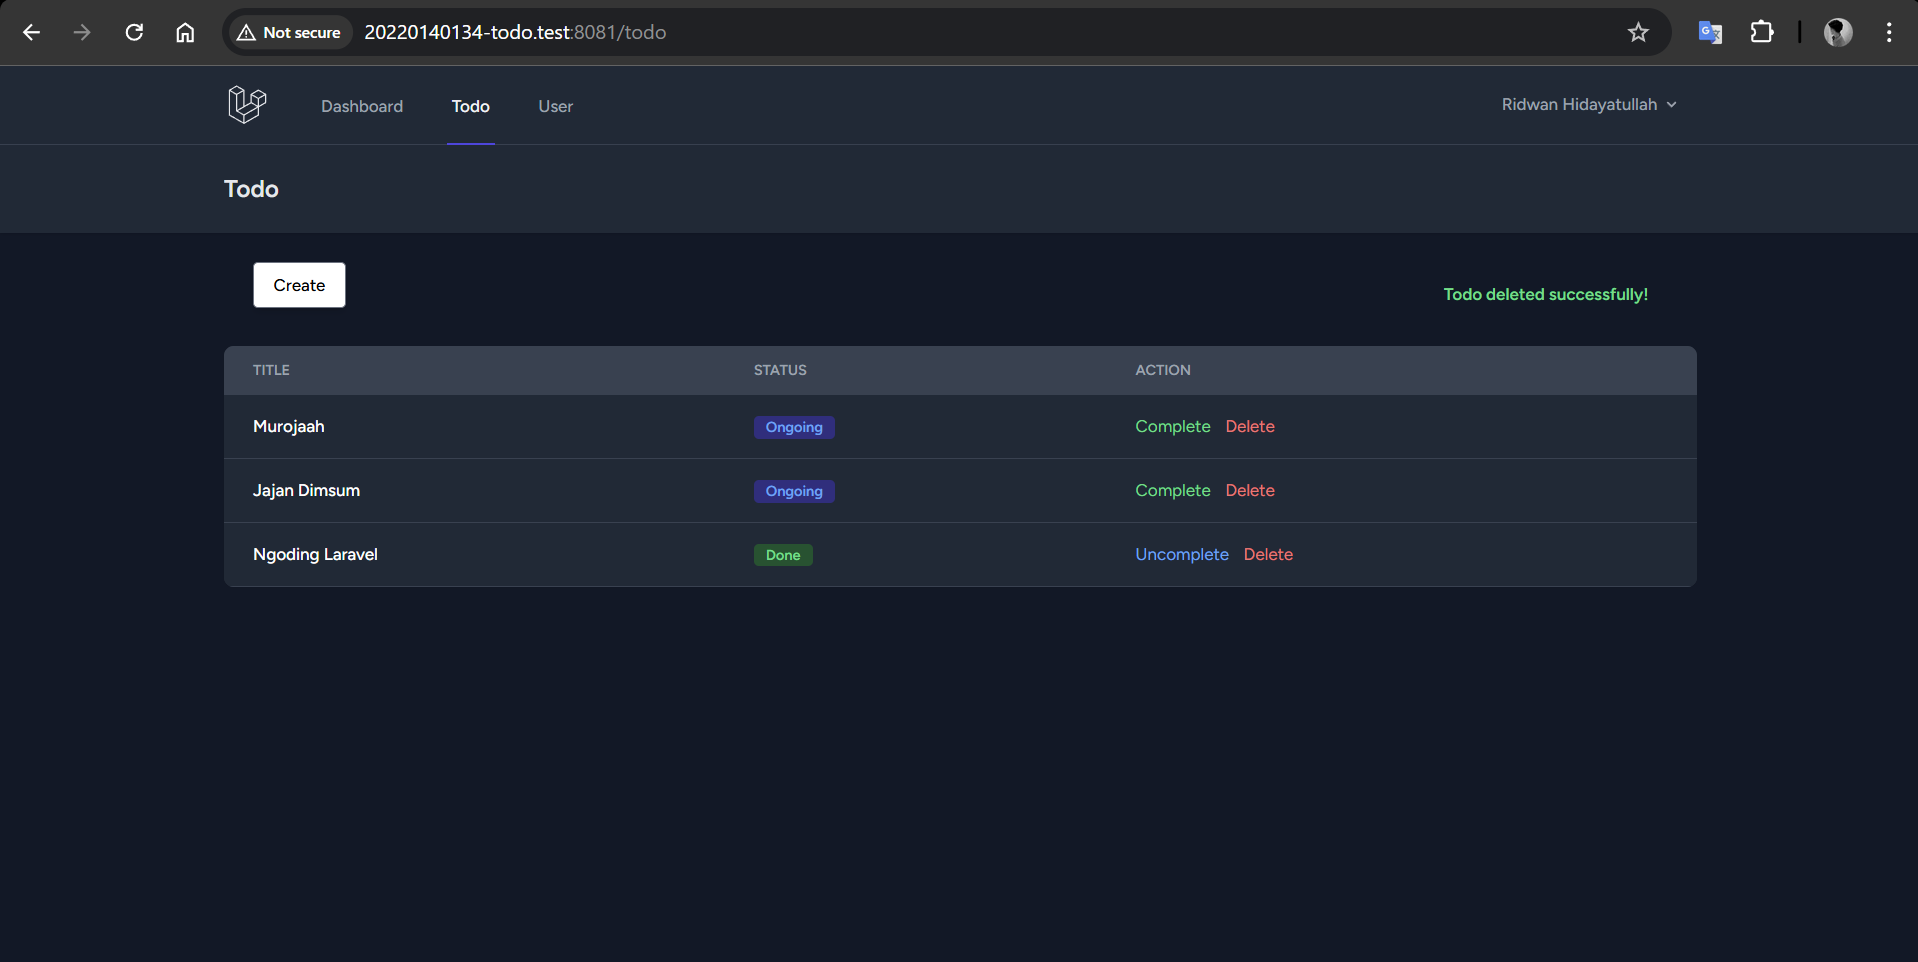 Not secure 20220140134-todo.test:8081/todo
Dashboard Todo User Ridwan Hidayatullah
Todo
Create Todo deleted successfully!
TITLE STATUS ACTION
Murojaah Ongoing Complete Delete
Jajan Dimsum Ongoing Complete Delete
Ngoding Laravel Done Uncomplete Delete